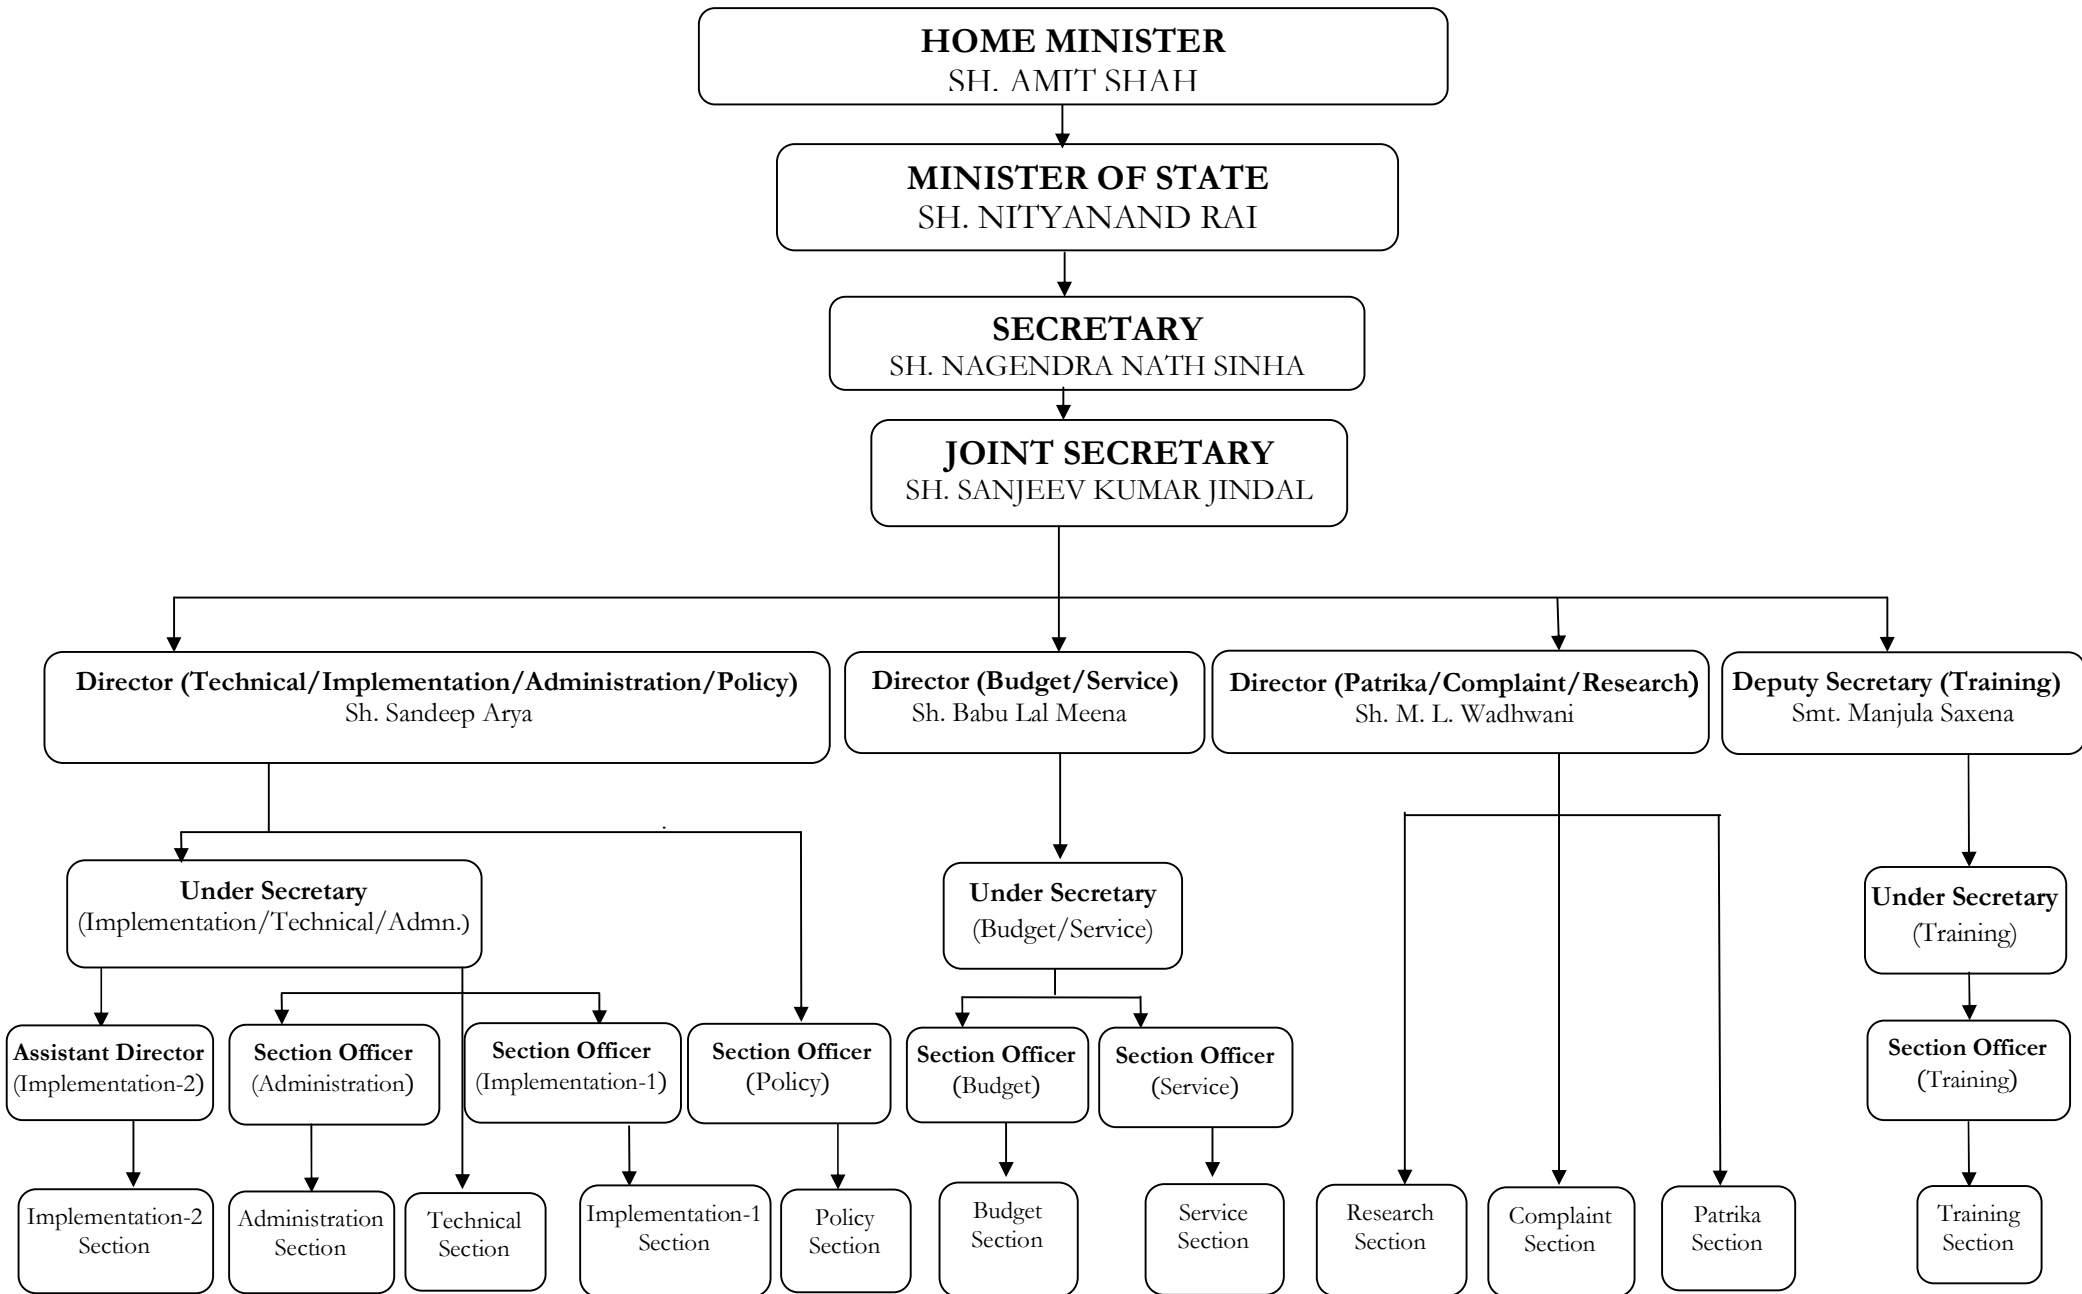 HOME MINISTER
SH. AMIT SHAH
MINISTER OF STATE
SH. NITYANAND RAI
SECRETARY
SH. NAGENDRA NATH SINHA
JOINT SECRETARY
SH. SANJEEV KUMAR JINDAL
Director (Technical/Implementation/Administration/Policy)
Sh. Sandeep Arya
Director (Budget/Service)
Sh. Babu Lal Meena
Director (Patrika/Complaint/Research)
Sh. M. L. Wadhwani
Deputy Secretary (Training)
Smt. Manjula Saxena
Under Secretary
(Implementation/Technical/Admn.)
Under Secretary
(Budget/Service)
Under Secretary
(Training)
Assistant Director
(Implementation-2)
Section Officer
(Administration)
Section Officer
(Implementation-1)
Section Officer
(Policy)
Section Officer
(Budget)
Section Officer
(Service)
Section Officer
(Training)
Implementation-2
Section
Administration
Section
Technical
Section
Implementation-1
Section
Policy
Section
Budget
Section
Service
Section
Research
Section
Complaint
Section
Patrika
Section
Training
Section